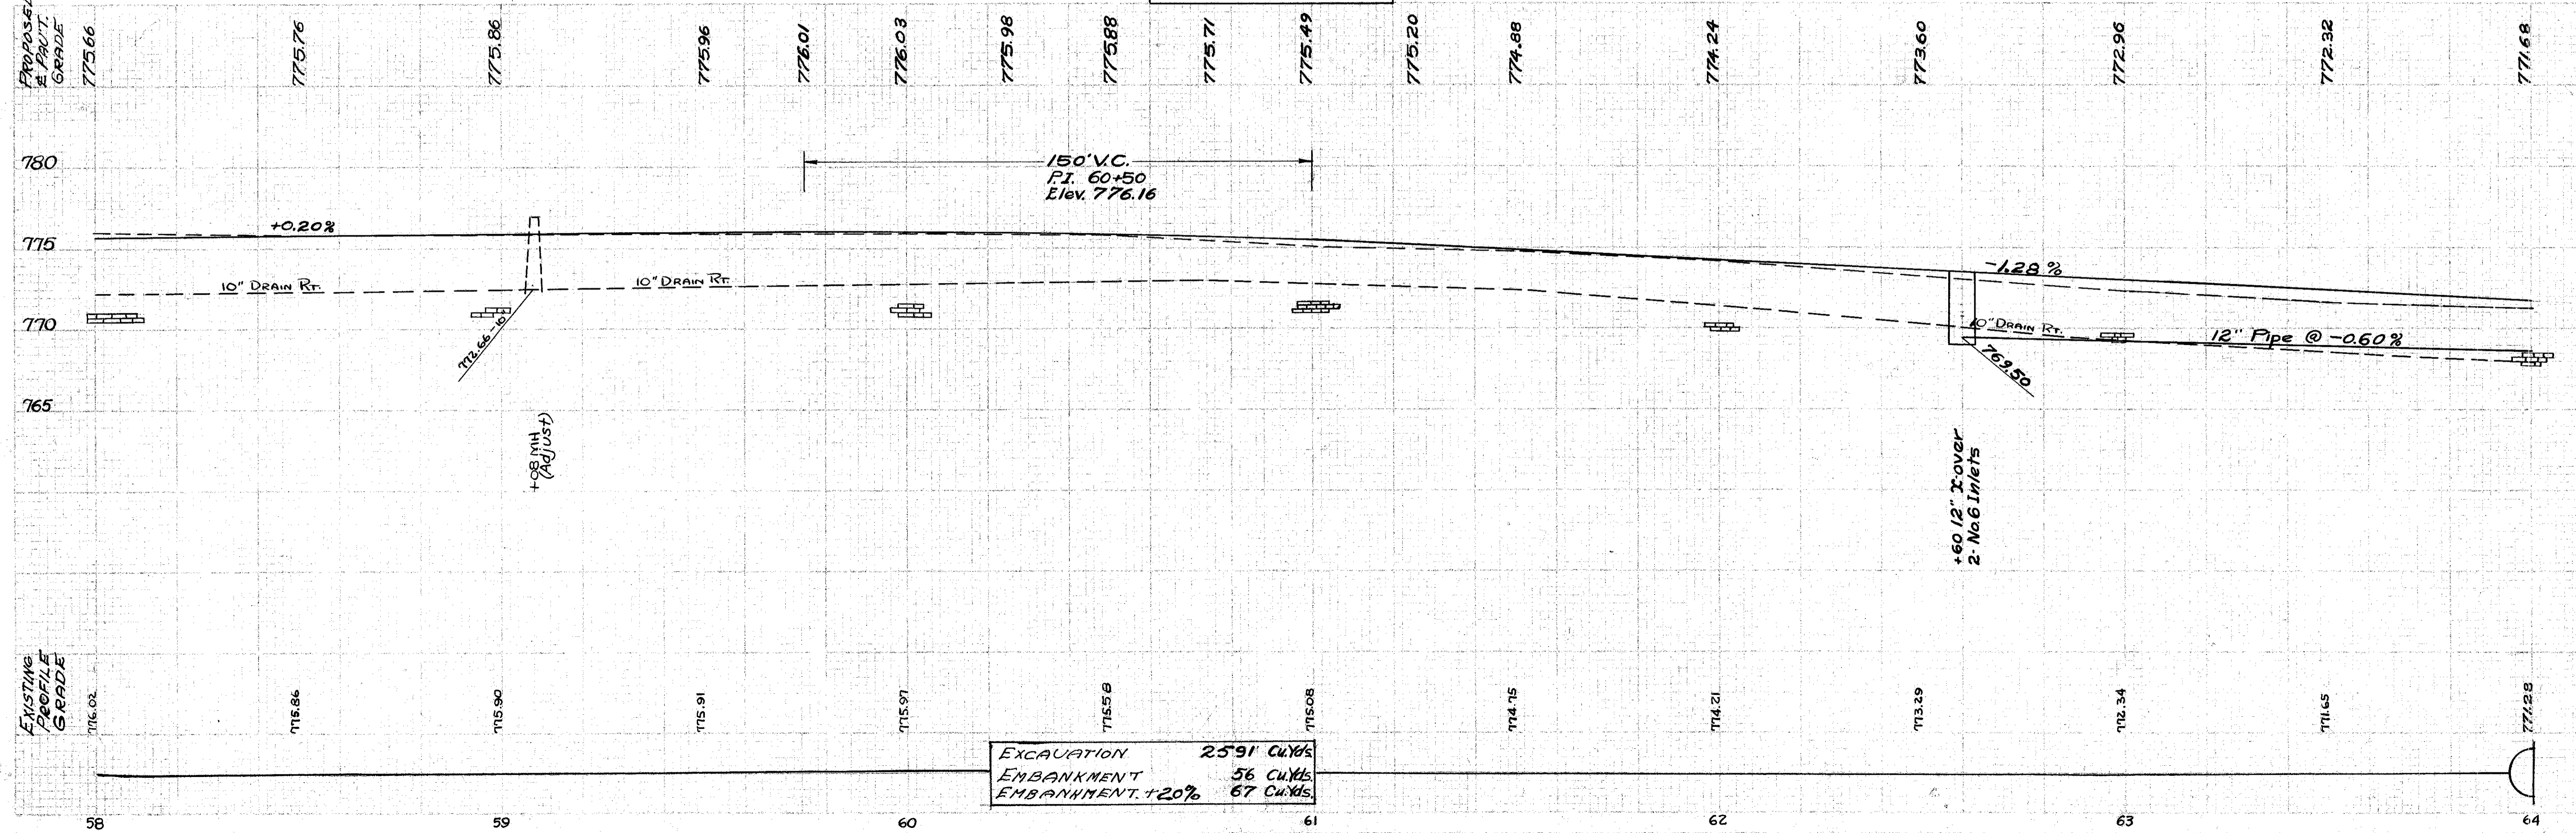 PROPOSED
₠ PAV'T.
GRADE
775.66
775.76
775.86
775.96
776.01
776.03
775.98
775.88
775.71
775.49
775.20
774.88
774.24
773.60
772.96
772.32
771.68
780
775
770
765
150' V.C.
P.I. 60+50
Elev. 776.16
+0.20%
-1.28%
10" DRAIN RT.
10" DRAIN RT.
10" DRAIN RT.
12" Pipe @ -0.60%
772.66 - 10"
769.50
+08 MH
(Adjust)
+60 12" X-over
2- No.6 Inlets
EXISTING
PROFILE
GRADE
776.02
775.86
775.90
775.91
775.97
775.58
775.08
774.75
774.21
773.29
772.34
771.65
771.28
EXCAVATION 2591 Cu.Yds.
EMBANKMENT 56 Cu.Yds.
EMBANKMENT. +20% 67 Cu.Yds.
58
59
60
61
62
63
64